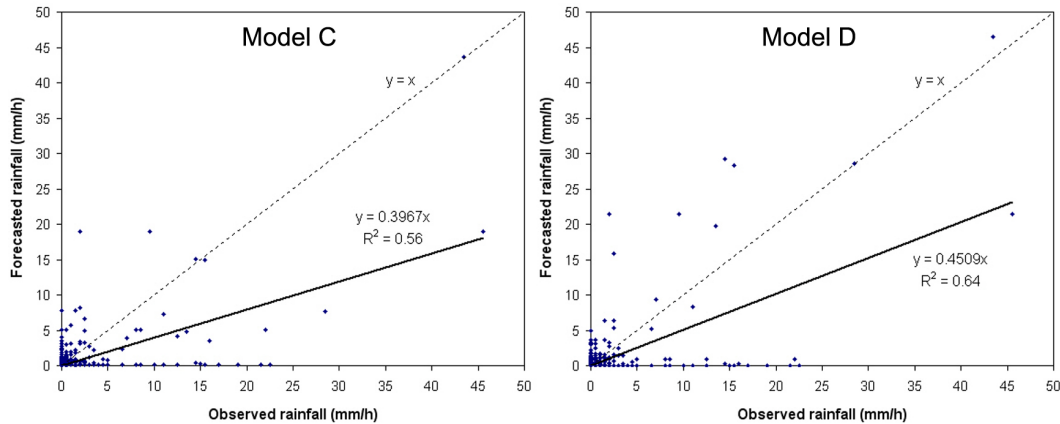 Model C
Forecasted rainfall (mm/h)
50
45
40
35
30
25
20
15
10
5
0
y = x
y = 0.3967x
R² = 0.56
0 5 10 15 20 25 30 35 40 45 50
Observed rainfall (mm/h)
Model D
Forecasted rainfall (mm/h)
50
45
40
35
30
25
20
15
10
5
0
y = x
y = 0.4509x
R² = 0.64
0 5 10 15 20 25 30 35 40 45 50
Observed rainfall (mm/h)